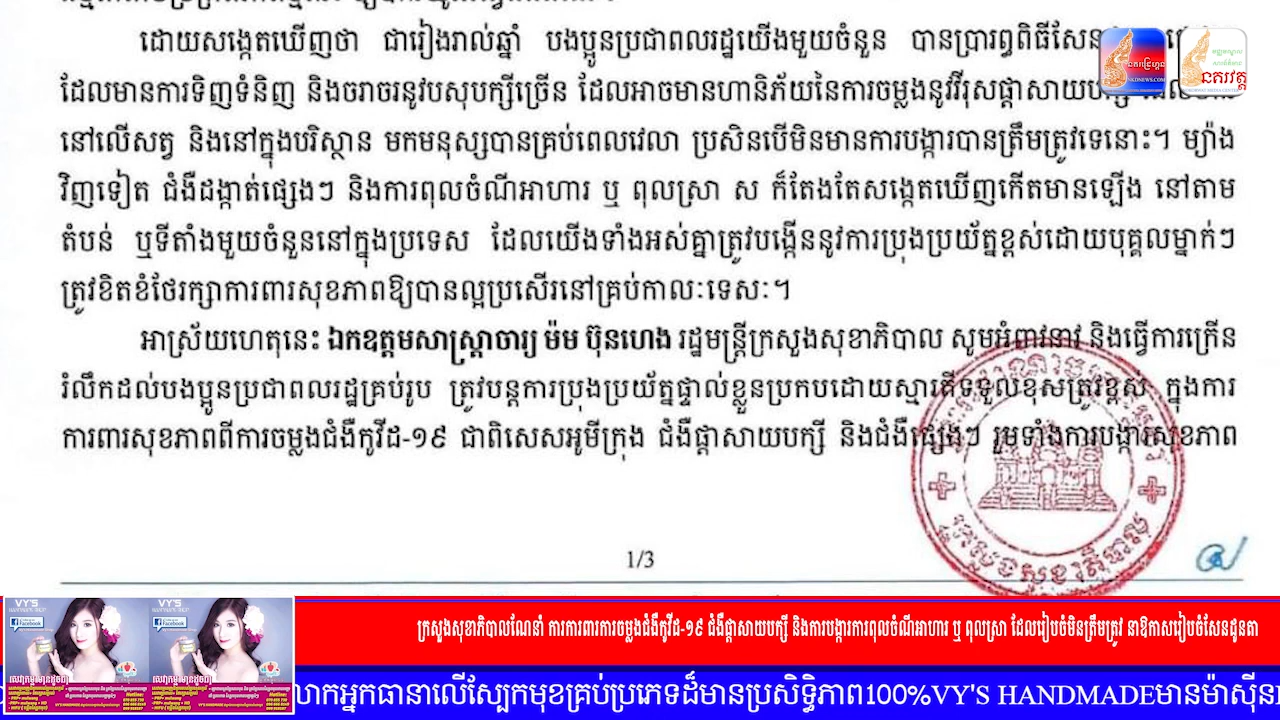 ដោយសង្កេតឃើញថា ជារៀងរាល់ឆ្នាំ បងប្អូនប្រជាពលរដ្ឋយើងមួយចំនួន បានប្រារព្ធពិធីសែន
ដែលមានការទិញទំនិញ និងចរាចរនូវបសុបក្សីច្រើន ដែលអាចមានហានិភ័យនៃការចម្លងនូវវីរុសផ្តាសាយបក្សី
នៅលើសត្វ និងនៅក្នុងបរិស្ថាន មកមនុស្សបានគ្រប់ពេលវេលា ប្រសិនបើមិនមានការបង្ការបានត្រឹមត្រូវទេនោះ។ ម្យ៉ាង
វិញទៀត ជំងឺដង្កាត់ផ្សេងៗ និងការពុលចំណីអាហារ ឬ ពុលស្រា ស ក៏តែងតែសង្កេតឃើញកើតមានឡើង នៅតាម
តំបន់ ឬទីតាំងមួយចំនួននៅក្នុងប្រទេស ដែលយើងទាំងអស់គ្នាត្រូវបង្កើននូវការប្រុងប្រយ័ត្នខ្ពស់ដោយបុគ្គលម្នាក់ៗ
ត្រូវខិតខំថែរក្សាការពារសុខភាពឱ្យបានល្អប្រសើរនៅគ្រប់កាលៈទេសៈ។
អាស្រ័យហេតុនេះ ឯកឧត្តមសាស្ត្រាចារ្យ ម៉ម ប៊ុនហេង រដ្ឋមន្ត្រីក្រសួងសុខាភិបាល សូមអំពាវនាវ និងធ្វើការក្រើន
រំលឹកដល់បងប្អូនប្រជាពលរដ្ឋគ្រប់រូប ត្រូវបន្តការប្រុងប្រយ័ត្នផ្ទាល់ខ្លួនប្រកបដោយស្មារតីទទួលខុសត្រូវខ្ពស់ ក្នុងការ
ការពារសុខភាពពីការចម្លងជំងឺកូវីដ-១៩ ជាពិសេសអូមីក្រុង ជំងឺផ្តាសាយបក្សី និងជំងឺផ្សេងៗ រួមទាំងការបង្ការសុខភាព
ក្រសួងសុខាភិបាល
1/3
នគរវត្ត
VY'S
Facebook
VY'S
Facebook
ក្រសួងសុខាភិបាលណែនាំ ការការពារការចម្លងជំងឺកូវីដ-១៩ ជំងឺផ្តាសាយបក្សី និងការបង្ការការពុលចំណីអាហារ ឬ ពុលស្រា ដែលរៀបចំមិនត្រឹមត្រូវ នាឱកាសរៀបចំសែនដូនតា
លោកអ្នកធានាលើស្បែកមុខគ្រប់ប្រភេទដ៏មានប្រសិទ្ធិភាព100%VY'S HANDMADEមានម៉ាស៊ីន